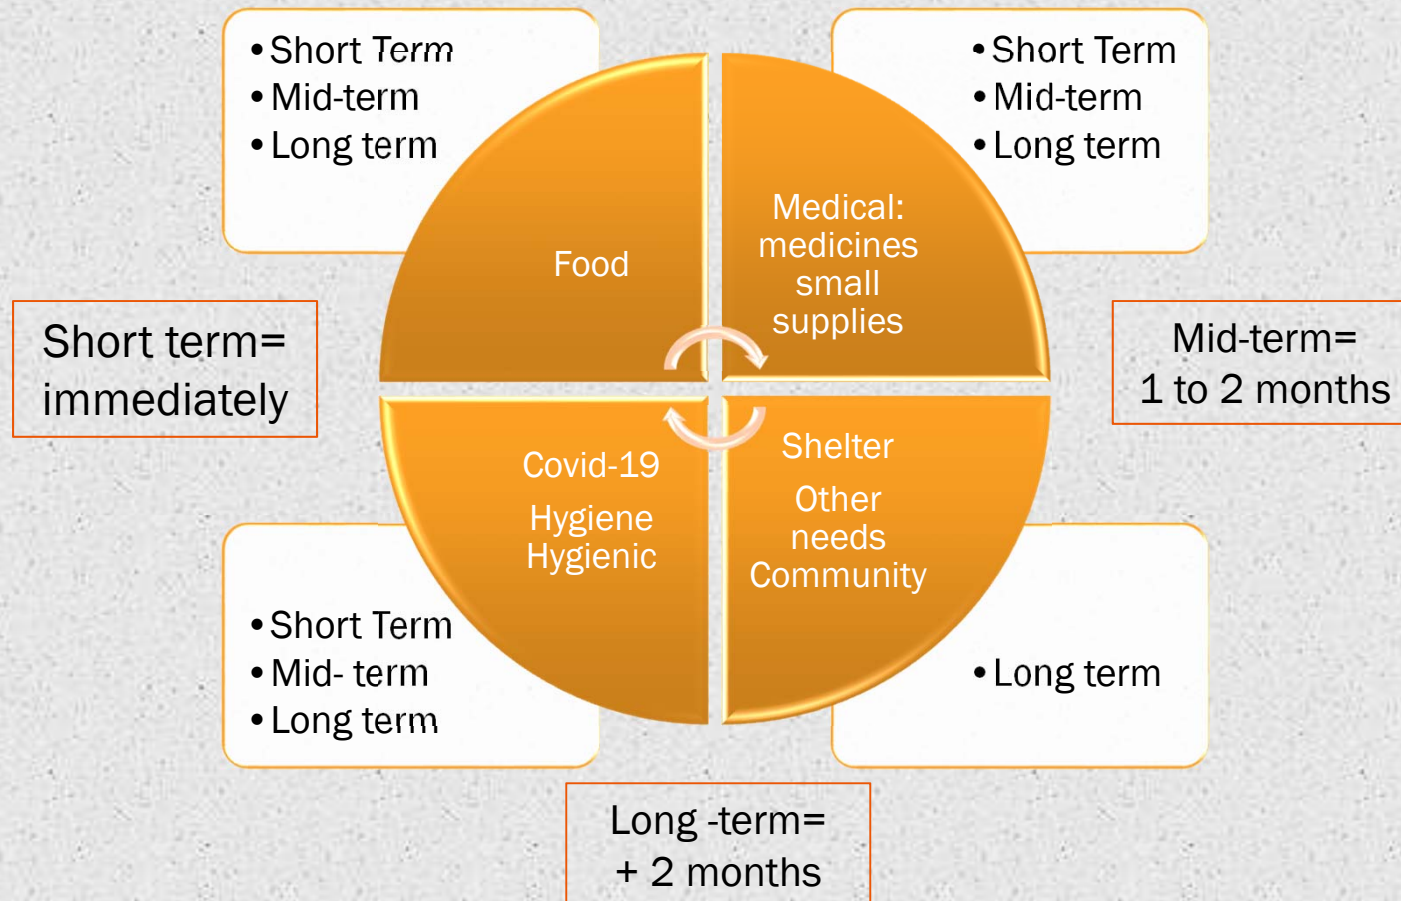 • Short Term
• Mid-term
• Long term
• Short Term
• Mid-term
• Long term
Food
Medical:
medicines
small
supplies
Short term=
immediately
Mid-term=
1 to 2 months
Covid-19
Hygiene
Hygienic
Shelter
Other
needs
Community
• Short Term
• Mid- term
• Long term
• Long term
Long -term=
+ 2 months